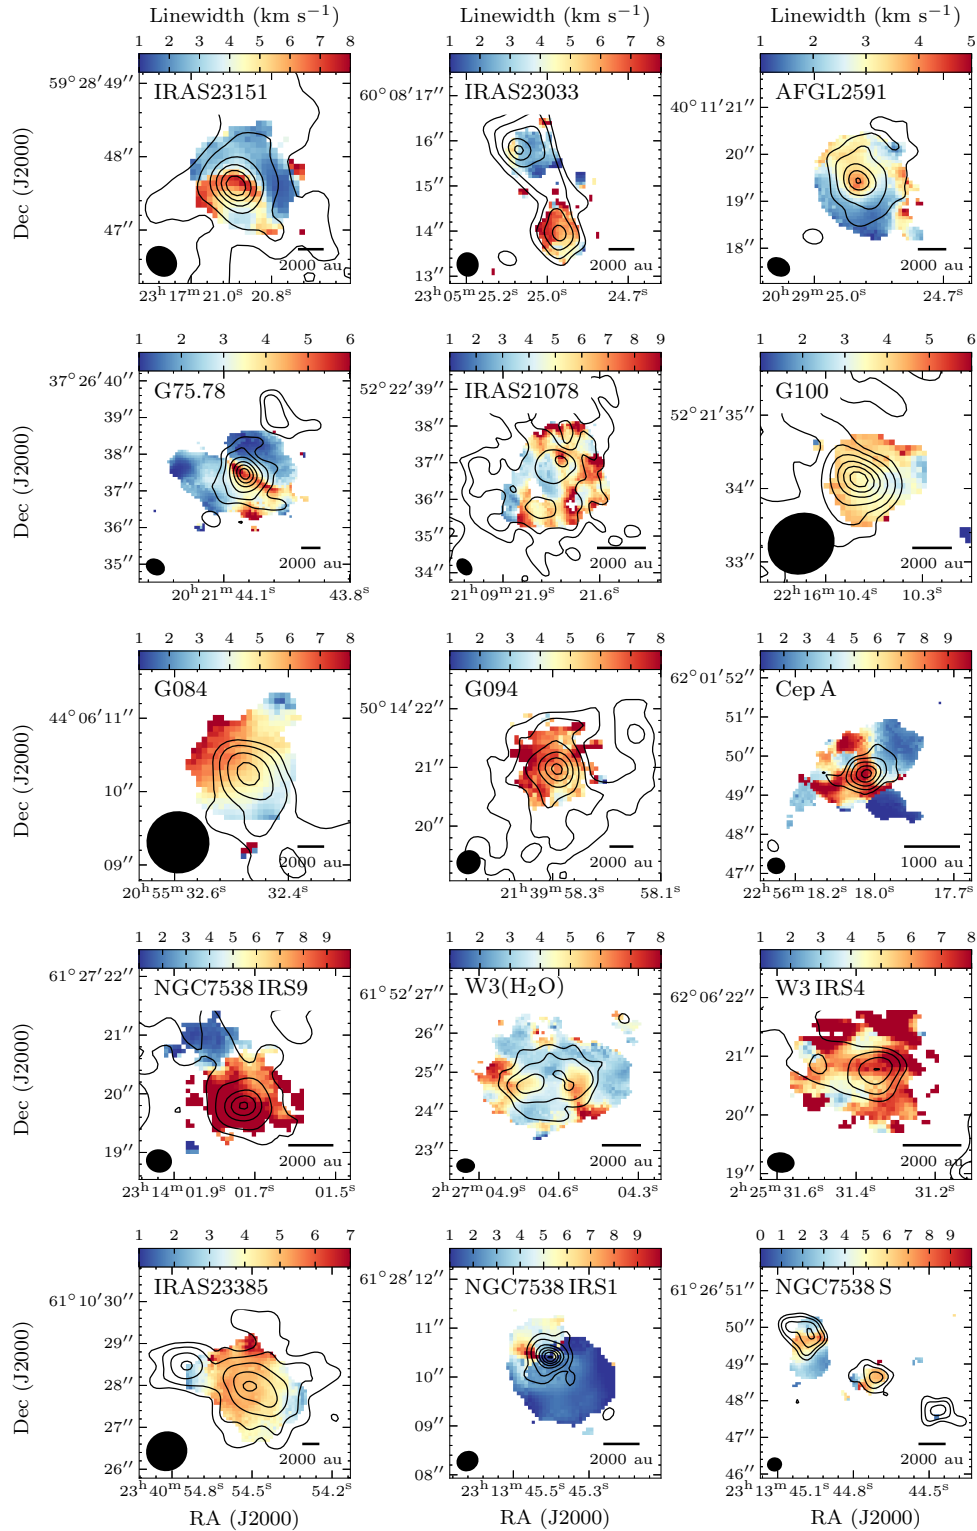 Linewidth (km s⁻¹) Linewidth (km s⁻¹) Linewidth (km s⁻¹)
1 2 3 4 5 6 7 8
1 2 3 4 5 6 7 8
1 2 3 4 5
IRAS23151
59°28′49″
48″
47″
Dec (J2000)
2000 au
23ʰ17ᵐ21.0ˢ 20.8ˢ
IRAS23033
60°08′17″
16″
15″
14″
13″
2000 au
23ʰ05ᵐ25.2ˢ 25.0ˢ 24.7ˢ
AFGL2591
40°11′21″
20″
19″
18″
2000 au
20ʰ29ᵐ25.0ˢ 24.7ˢ
1 2 3 4 5 6
1 2 3 4 5 6 7 8 9
1 2 3 4 5 6
G75.78
37°26′40″
39″
38″
37″
36″
35″
Dec (J2000)
2000 au
20ʰ21ᵐ44.1ˢ 43.8ˢ
IRAS21078
52°22′39″
38″
37″
36″
35″
34″
2000 au
21ʰ09ᵐ21.9ˢ 21.6ˢ
G100
52°21′35″
34″
33″
2000 au
22ʰ16ᵐ10.4ˢ 10.3ˢ
1 2 3 4 5 6 7 8
1 2 3 4 5 6 7 8
1 2 3 4 5 6 7 8 9
G084
44°06′11″
10″
09″
Dec (J2000)
2000 au
20ʰ55ᵐ32.6ˢ 32.4ˢ
G094
50°14′22″
21″
20″
2000 au
21ʰ39ᵐ58.3ˢ 58.1ˢ
Cep A
62°01′52″
51″
50″
49″
48″
47″
1000 au
22ʰ56ᵐ18.2ˢ 18.0ˢ 17.7ˢ
1 2 3 4 5 6 7 8 9
1 2 3 4 5 6 7 8 9
1 2 3 4 5 6 7 8
NGC7538 IRS9
61°27′22″
21″
20″
19″
Dec (J2000)
2000 au
23ʰ14ᵐ01.9ˢ 01.7ˢ 01.5ˢ
W3(H₂O)
61°52′27″
26″
25″
24″
23″
2000 au
2ʰ27ᵐ04.9ˢ 04.6ˢ 04.3ˢ
W3 IRS4
62°06′22″
21″
20″
19″
2000 au
2ʰ25ᵐ31.6ˢ 31.4ˢ 31.2ˢ
1 2 3 4 5 6 7
1 2 3 4 5 6 7 8 9
0 1 2 3 4 5 6 7 8 9
IRAS23385
61°10′30″
29″
28″
27″
26″
Dec (J2000)
2000 au
23ʰ40ᵐ54.8ˢ 54.5ˢ 54.2ˢ
RA (J2000)
NGC7538 IRS1
61°28′12″
11″
10″
09″
08″
2000 au
23ʰ13ᵐ45.5ˢ 45.3ˢ
RA (J2000)
NGC7538 S
61°26′51″
50″
49″
48″
47″
46″
2000 au
23ʰ13ᵐ45.1ˢ 44.8ˢ 44.5ˢ
RA (J2000)